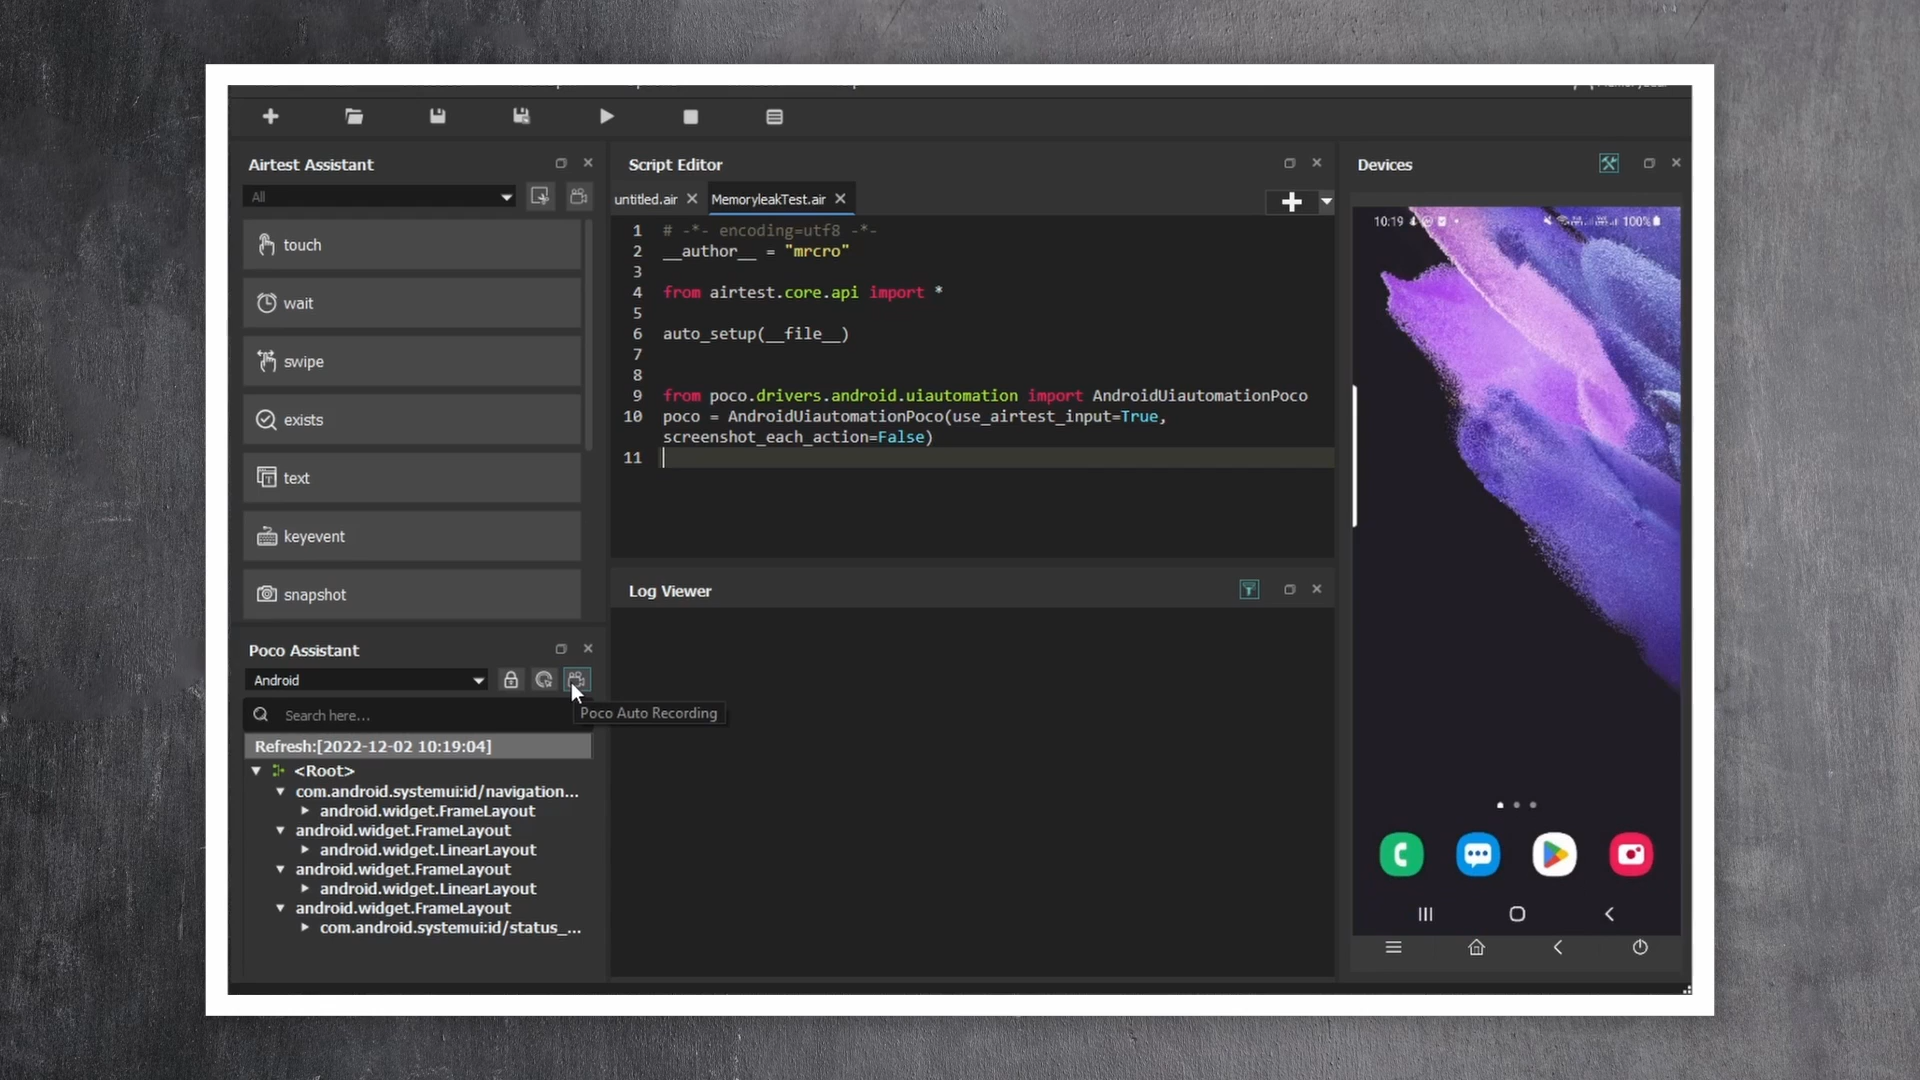 Airtest Assistant
All
touch
wait
swipe
exists
text
keyevent
snapshot
Poco Assistant
Android
Search here...
Poco Auto Recording
Refresh:[2022-12-02 10:19:04]
<Root>
com.android.systemui:id/navigation...
android.widget.FrameLayout
android.widget.FrameLayout
android.widget.LinearLayout
android.widget.FrameLayout
android.widget.LinearLayout
android.widget.FrameLayout
com.android.systemui:id/status_...
Script Editor
untitled.air
MemoryleakTest.air
1 # -*- encoding=utf8 -*-
2 __author__ = "mrcro"
3
4 from airtest.core.api import *
5
6 auto_setup(__file__)
7
8
9 from poco.drivers.android.uiautomation import AndroidUiautomationPoco
10 poco = AndroidUiautomationPoco(use_airtest_input=True,
screenshot_each_action=False)
11
Log Viewer
Devices
10:19
100%